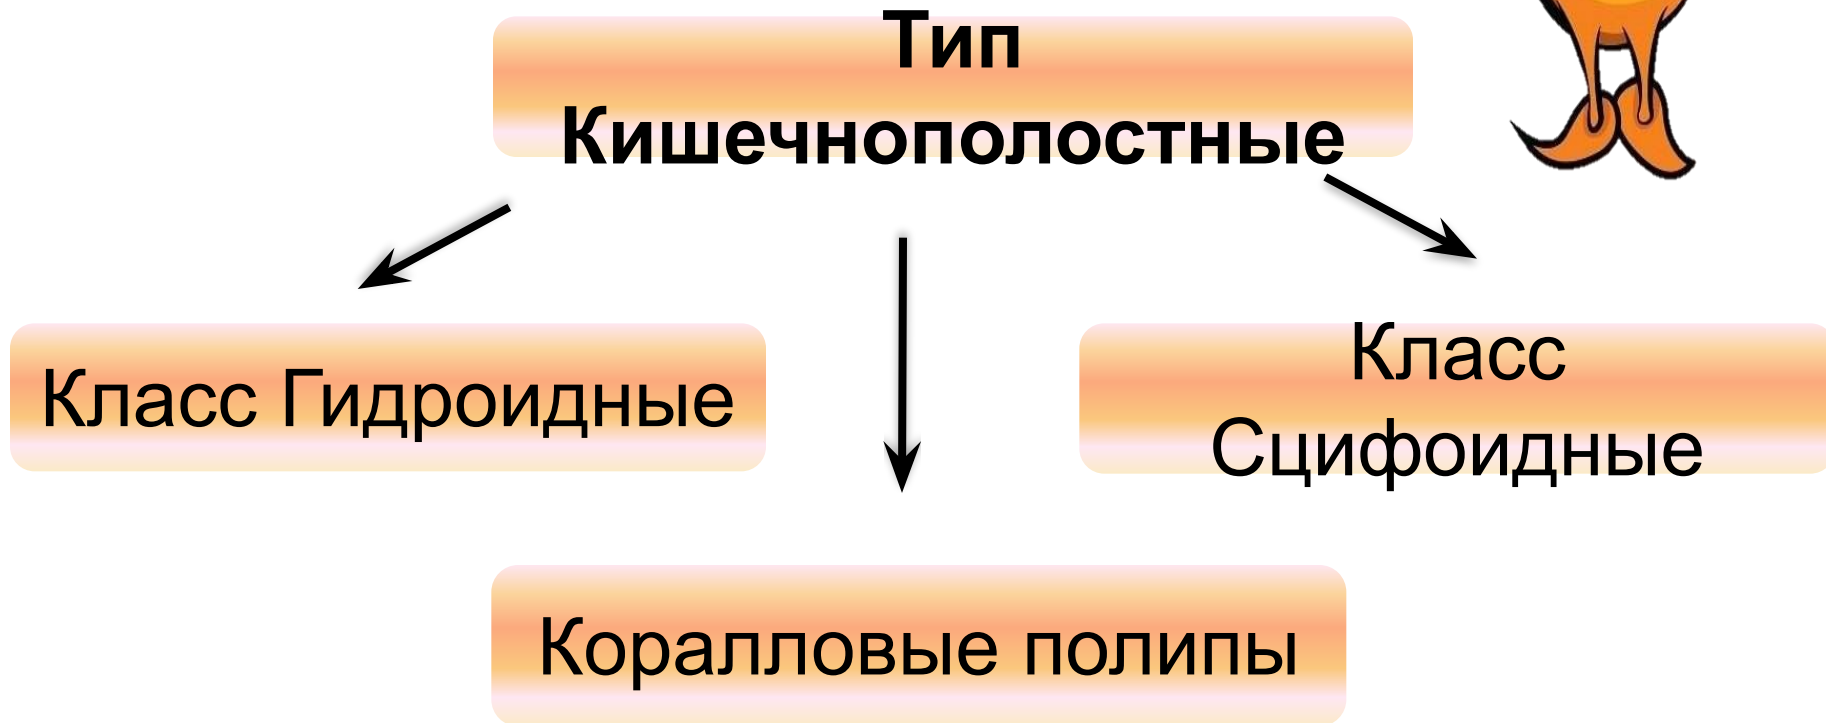 Тип
Кишечнополостные
Класс Гидроидные
Класс
Сцифоидные
Коралловые полипы